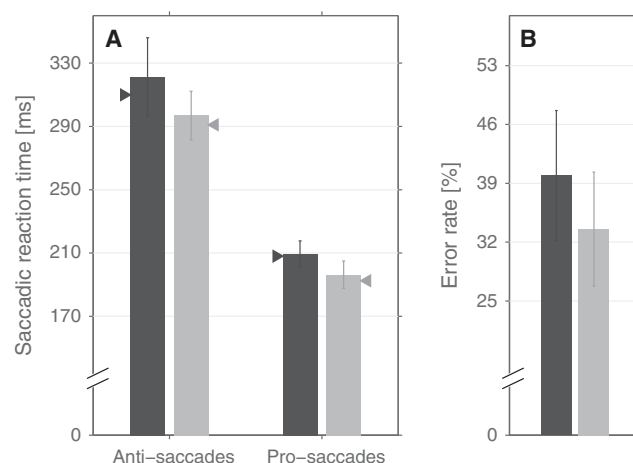 A
Saccadic reaction time [ms]
330
290
250
210
170
0
Anti–saccades
Pro–saccades
B
Error rate [%]
53
46
39
32
25
0